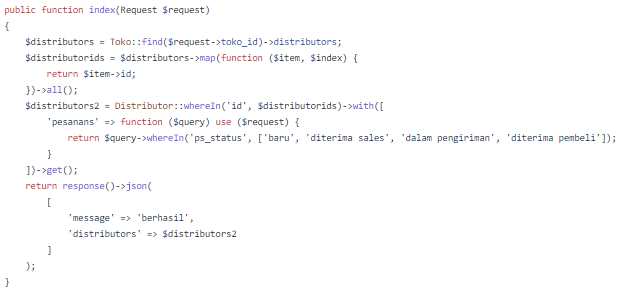 public function index(Request $request)
{
    $distributors = Toko::find($request->toko_id)->distributors;
    $distributorids = $distributors->map(function ($item, $index) {
        return $item->id;
    })->all();
    $distributors2 = Distributor::whereIn('id', $distributorids)->with([
        'pesanans' => function ($query) use ($request) {
            return $query->whereIn('ps_status', ['baru', 'diterima sales', 'dalam pengiriman', 'diterima pembeli']);
        }
    ])->get();
    return response()->json(
        [
            'message' => 'berhasil',
            'distributors' => $distributors2
        ]
    );
}